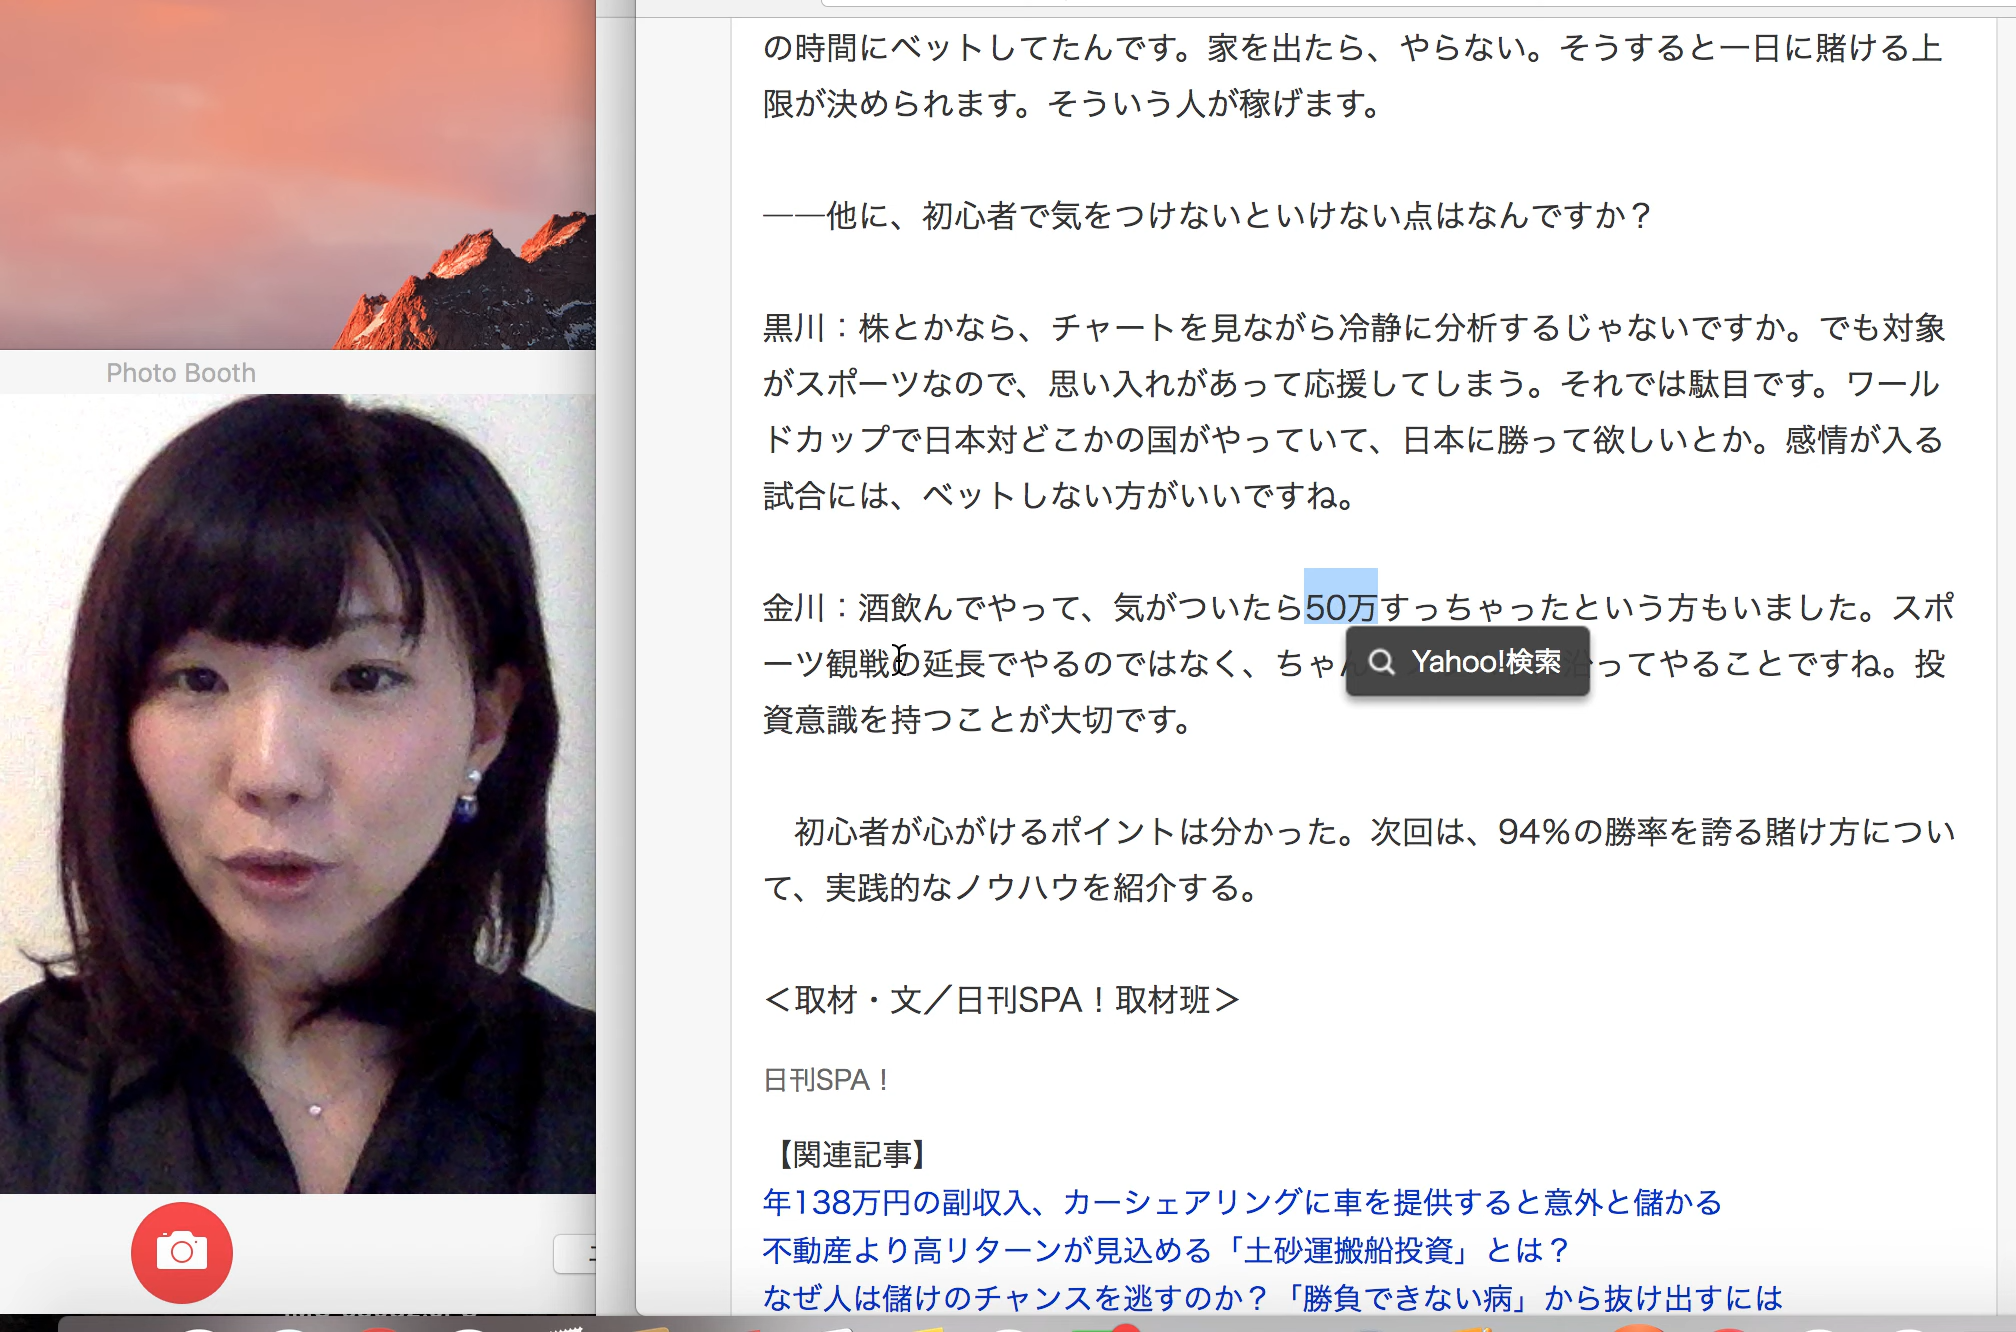 の時間にベットしてたんです。家を出たら、やらない。そうすると一日に賭ける上
限が決められます。そういう人が稼げます。
――他に、初心者で気をつけないといけない点はなんですか？
黒川：株とかなら、チャートを見ながら冷静に分析するじゃないですか。でも対象
がスポーツなので、思い入れがあって応援してしまう。それでは駄目です。ワール
ドカップで日本対どこかの国がやっていて、日本に勝って欲しいとか。感情が入る
試合には、ベットしない方がいいですね。
金川：酒飲んでやって、気がついたら50万すっちゃったという方もいました。スポ
ーツ観戦の延長でやるのではなく、ちゃ
Yahoo!検索
ってやることですね。投
資意識を持つことが大切です。
初心者が心がけるポイントは分かった。次回は、94%の勝率を誇る賭け方につい
て、実践的なノウハウを紹介する。
＜取材・文／日刊SPA！取材班＞
日刊SPA！
【関連記事】
年138万円の副収入、カーシェアリングに車を提供すると意外と儲かる
不動産より高リターンが見込める「土砂運搬船投資」とは？
なぜ人は儲けのチャンスを逃すのか？「勝負できない病」から抜け出すには
Photo Booth